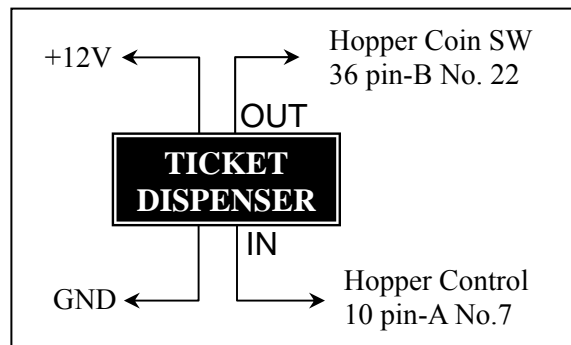 +12V
Hopper Coin SW
36 pin-B No. 22
OUT
TICKET
DISPENSER
IN
GND
Hopper Control
10 pin-A No.7